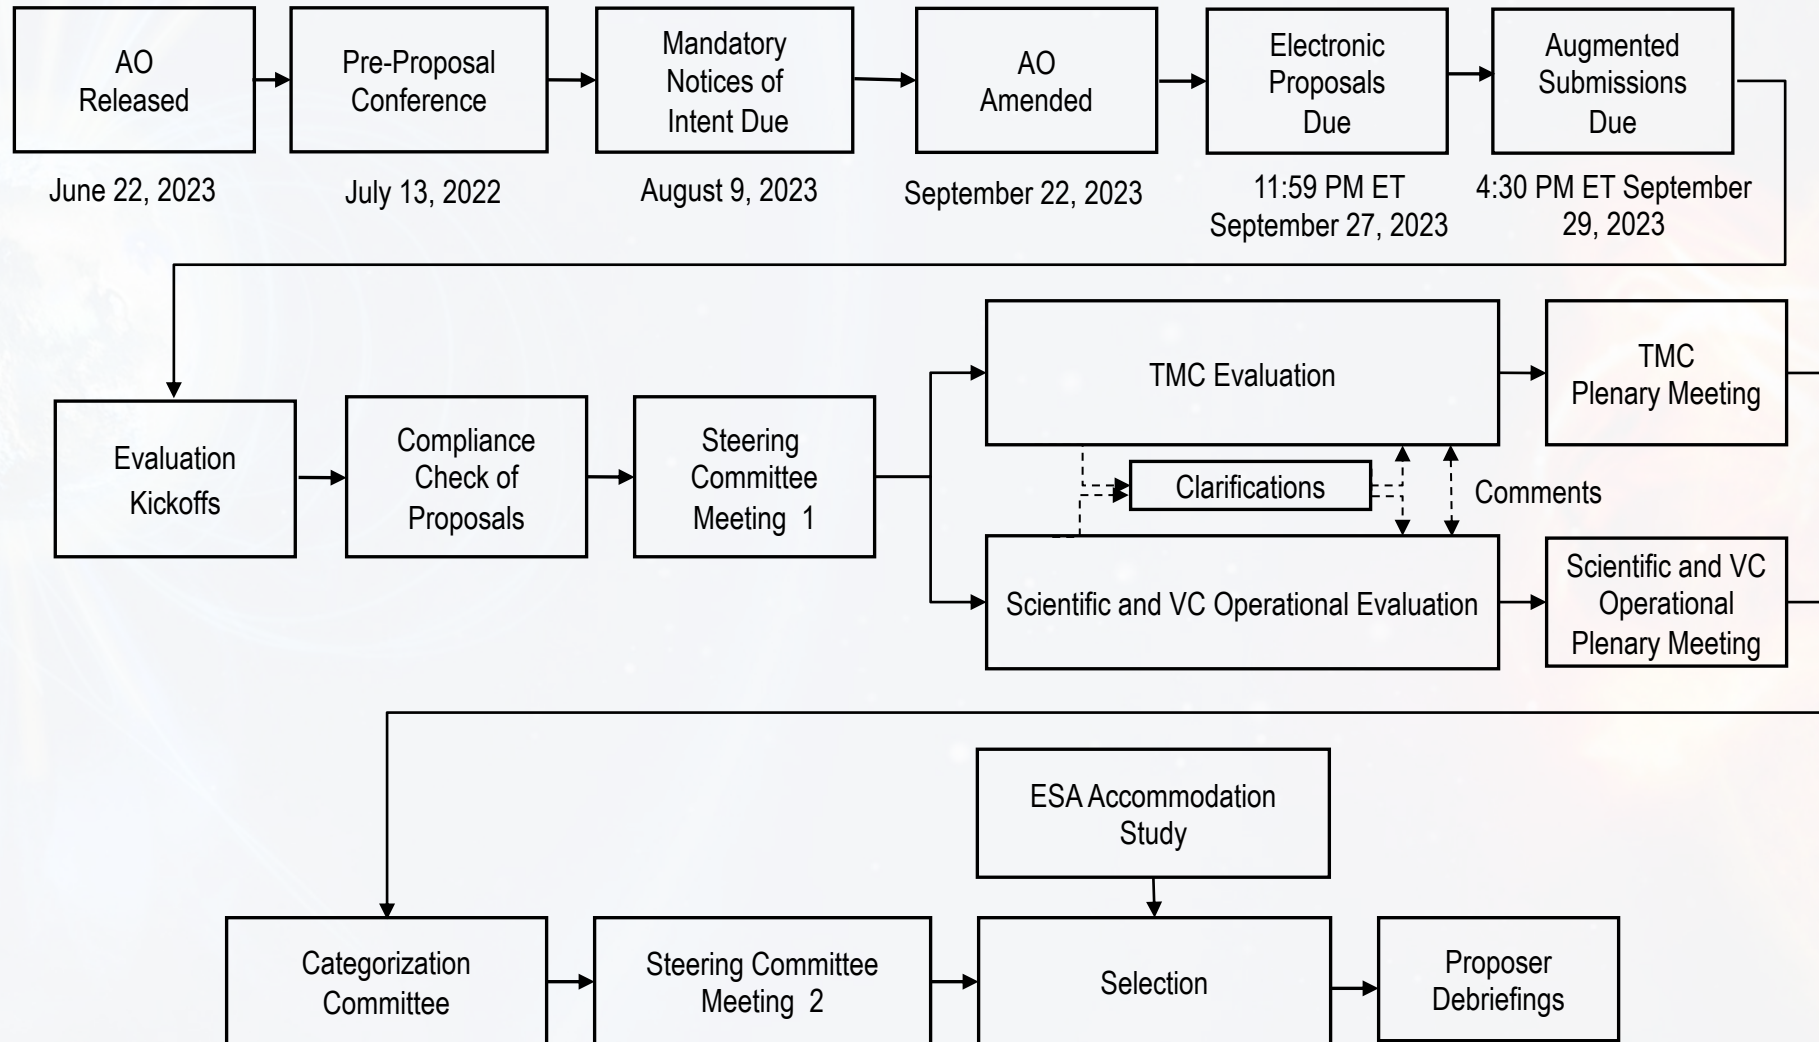 AO
Released
Pre-Proposal
Conference
Mandatory
Notices of
Intent Due
AO
Amended
Electronic
Proposals
Due
Augmented
Submissions
Due
June 22, 2023
July 13, 2022
August 9, 2023
September 22, 2023
11:59 PM ET
September 27, 2023
4:30 PM ET September
29, 2023
Evaluation
Kickoffs
Compliance
Check of
Proposals
Steering
Committee
Meeting 1
TMC Evaluation
TMC
Plenary Meeting
Clarifications
Comments
Scientific and VC Operational Evaluation
Scientific and VC
Operational
Plenary Meeting
ESA Accommodation
Study
Categorization
Committee
Steering Committee
Meeting 2
Selection
Proposer
Debriefings